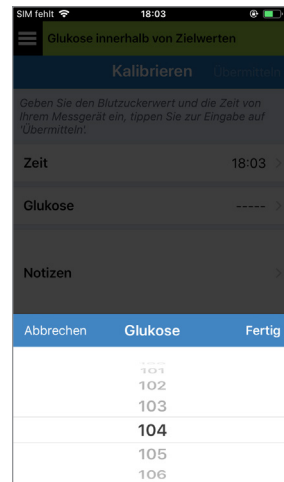 SIM fehlt 18:03
Glukose innerhalb von Zielwerten
Kalibrieren Übermitteln
Geben Sie den Blutzuckerwert und die Zeit von
Ihrem Messgerät ein, tippen Sie zur Eingabe auf
'Übermitteln'.
Zeit 18:03
Glukose -----
Notizen
Abbrechen Glukose Fertig
101
102
103
104
105
106